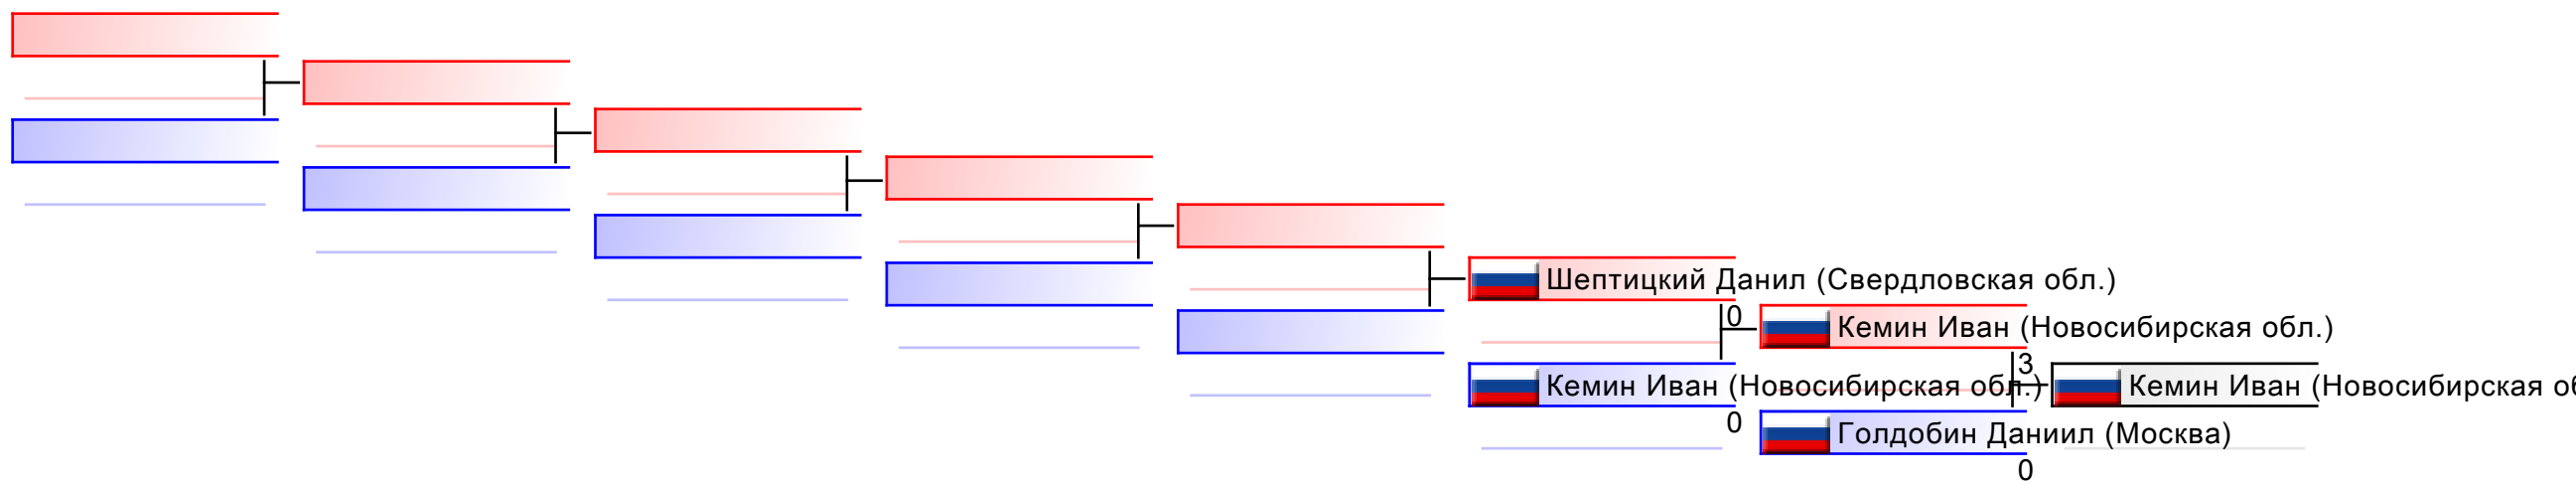 Шептицкий Данил (Свердловская обл.)
0
Кемин Иван (Новосибирская обл.)
3
Кемин Иван (Новосибирская обл.)
Кемин Иван (Новосибирская об
0
Голдобин Даниил (Москва)
0